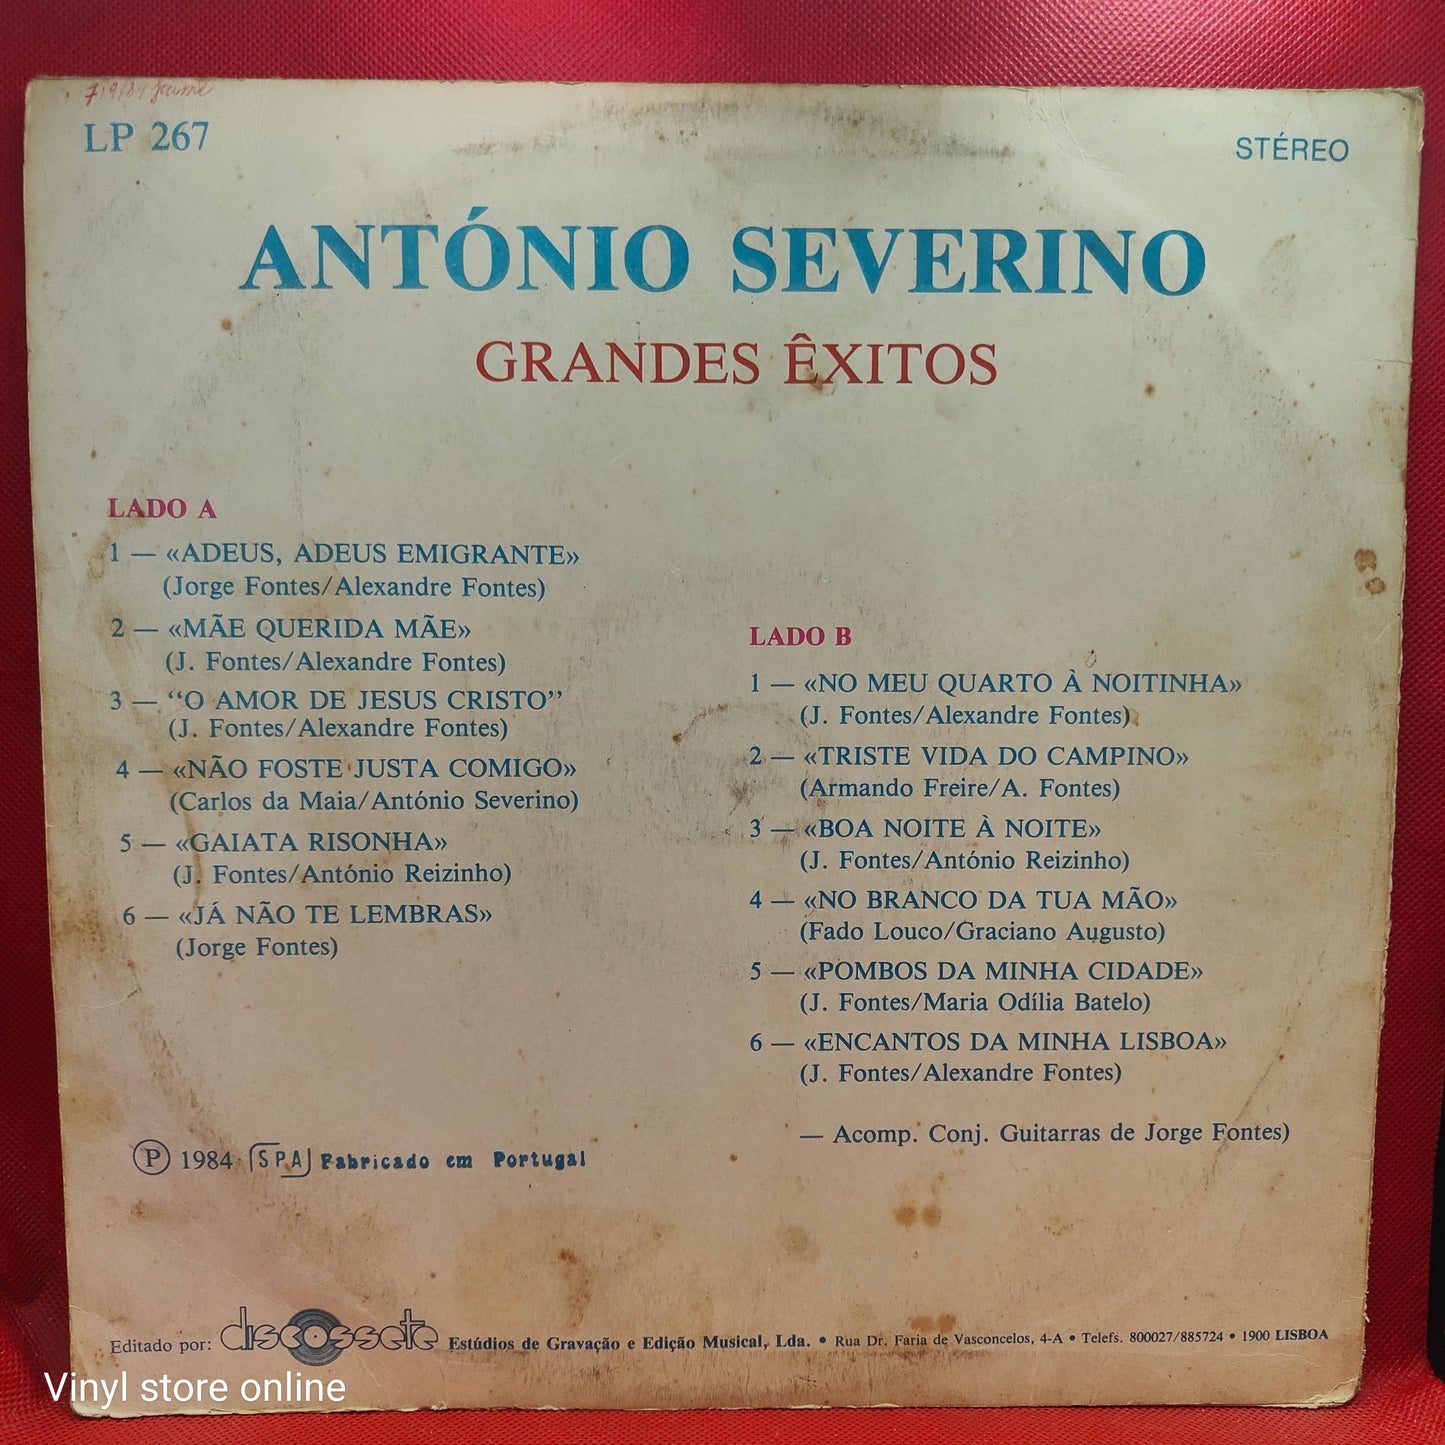 7/9/84 Jaime
LP 267
STÉREO
ANTÓNIO SEVERINO
GRANDES ÊXITOS
LADO A
1 — «ADEUS, ADEUS EMIGRANTE»
(Jorge Fontes/Alexandre Fontes)
2 — «MÃE QUERIDA MÃE»
(J. Fontes/Alexandre Fontes)
3 — “O AMOR DE JESUS CRISTO”
(J. Fontes/Alexandre Fontes)
4 — «NÃO FOSTE JUSTA COMIGO»
(Carlos da Maia/António Severino)
5 — «GAIATA RISONHA»
(J. Fontes/António Reizinho)
6 — «JÁ NÃO TE LEMBRAS»
(Jorge Fontes)
LADO B
1 — «NO MEU QUARTO À NOITINHA»
(J. Fontes/Alexandre Fontes)
2 — «TRISTE VIDA DO CAMPINO»
(Armando Freire/A. Fontes)
3 — «BOA NOITE À NOITE»
(J. Fontes/António Reizinho)
4 — «NO BRANCO DA TUA MÃO»
(Fado Louco/Graciano Augusto)
5 — «POMBOS DA MINHA CIDADE»
(J. Fontes/Maria Odília Batelo)
6 — «ENCANTOS DA MINHA LISBOA»
(J. Fontes/Alexandre Fontes)
— Acomp. Conj. Guitarras de Jorge Fontes)
Ⓟ 1984 SPA Fabricado em Portugal
Editado por: discossete Estúdios de Gravação e Edição Musical, Lda. • Rua Dr. Faria de Vasconcelos, 4-A • Telefs. 800027/885724 • 1900 LISBOA
Vinyl store online